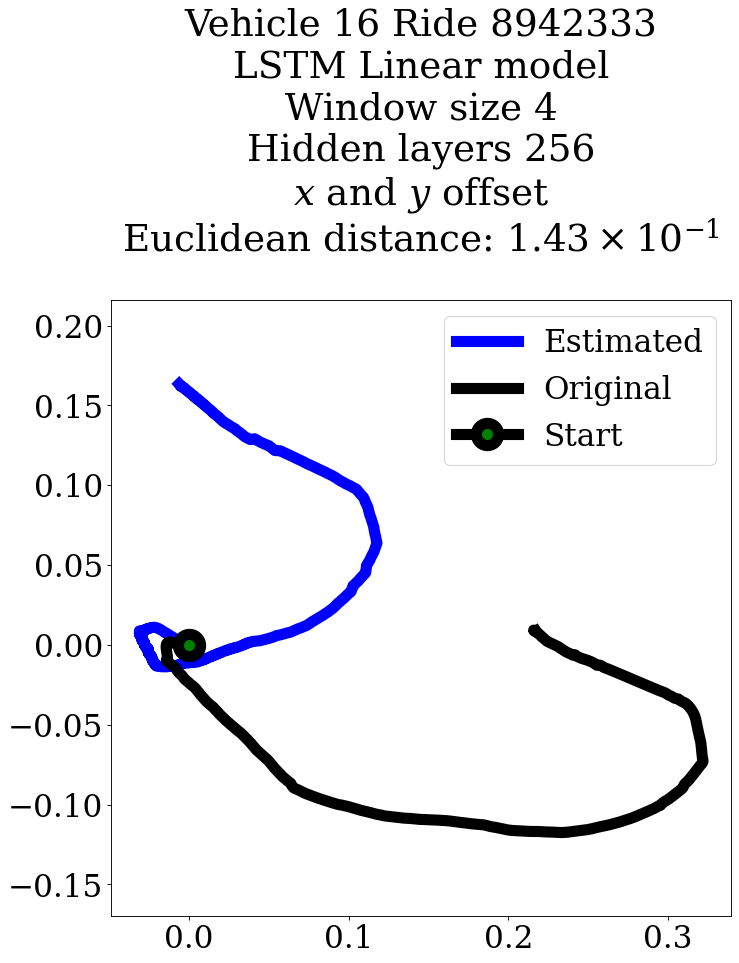 Vehicle 16 Ride 8942333
LSTM Linear model
Window size 4
Hidden layers 256
x and y offset
Euclidean distance: 1.43 × 10⁻¹
Estimated
Original
Start
0.20
0.15
0.10
0.05
0.00
−0.05
−0.10
−0.15
0.0 0.1 0.2 0.3